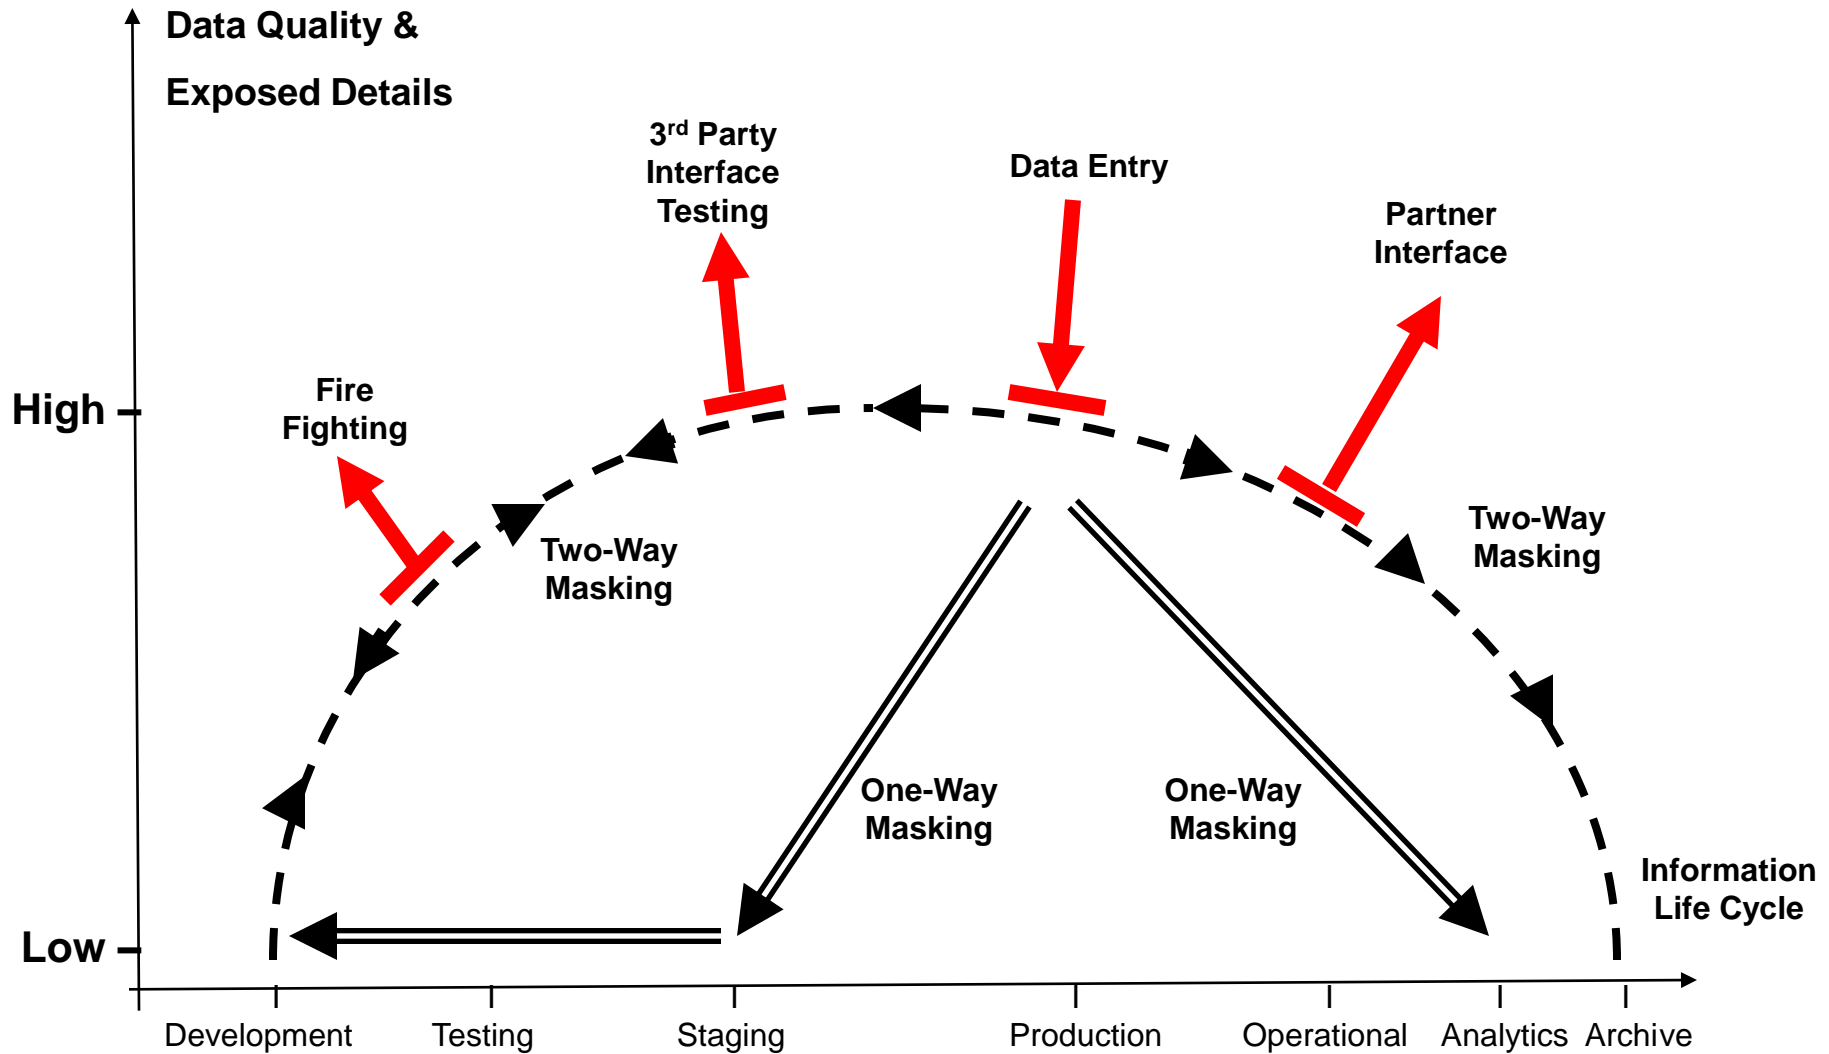 Data Quality &
Exposed Details
3rd Party
Interface
Testing
Data Entry
Partner
Interface
Fire
Fighting
High
Two-Way
Masking
Two-Way
Masking
One-Way
Masking
One-Way
Masking
Information
Life Cycle
Low
Development
Testing
Staging
Production
Operational
Analytics
Archive